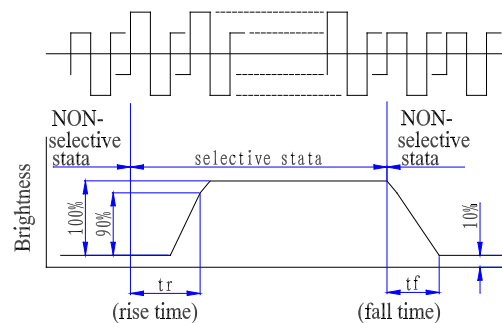 NON-
selective
stata
selective stata
NON-
selective
stata
Brightness
100%
90%
10%
tr
tf
(rise time)
(fall time)